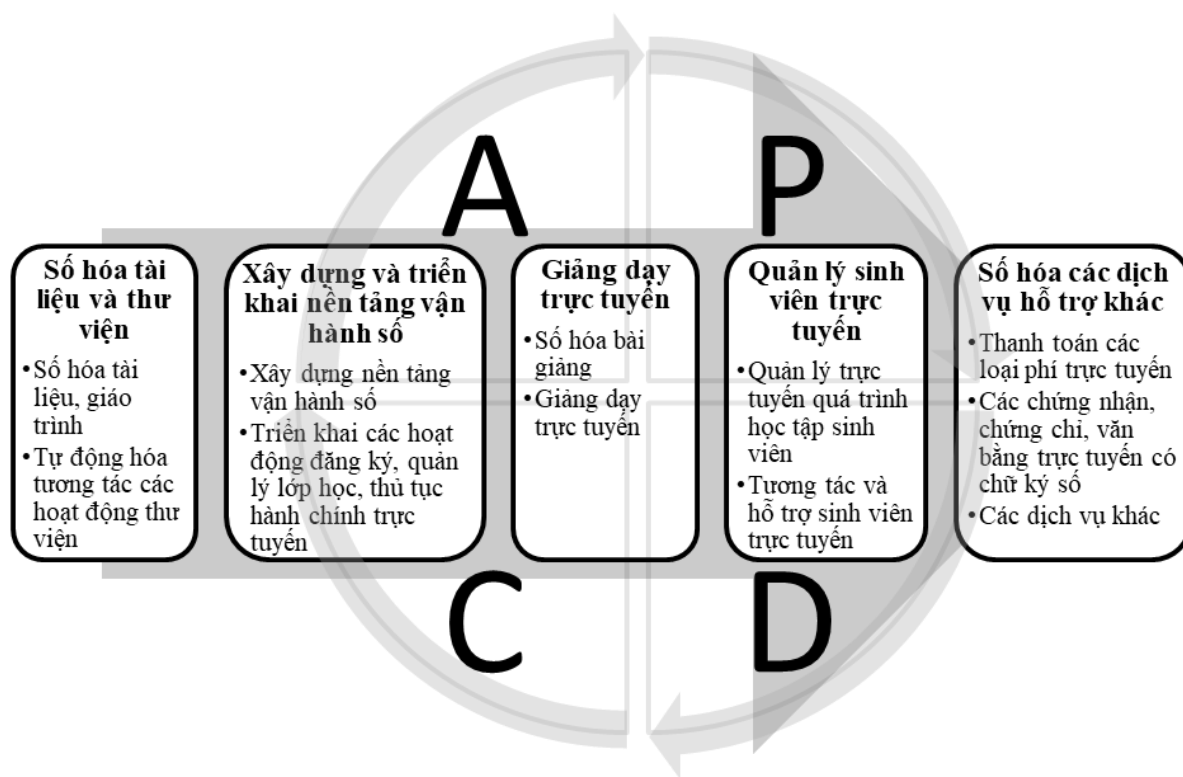 A
P
Số hóa tài
liệu và thư
viện
•Số hóa tài
liệu, giáo
trình
•Tự động hóa
tương tác các
hoạt động thư
viện
Xây dựng và triển
khai nền tảng vận
hành số
•Xây dựng nền tảng
vận hành số
•Triển khai các hoạt
động đăng ký, quản
lý lớp học, thủ tục
hành chính trực
tuyến
Giảng dạy
trực tuyến
•Số hóa bài
giảng
•Giảng dạy
trực tuyến
Quản lý sinh
viên trực
tuyến
•Quản lý trực
tuyến quá trình
học tập sinh
viên
•Tương tác và
hỗ trợ sinh viên
trực tuyến
Số hóa các dịch
vụ hỗ trợ khác
•Thanh toán các
loại phí trực tuyến
•Các chứng nhận,
chứng chỉ, văn
bằng trực tuyến có
chữ ký số
•Các dịch vụ khác
C
D